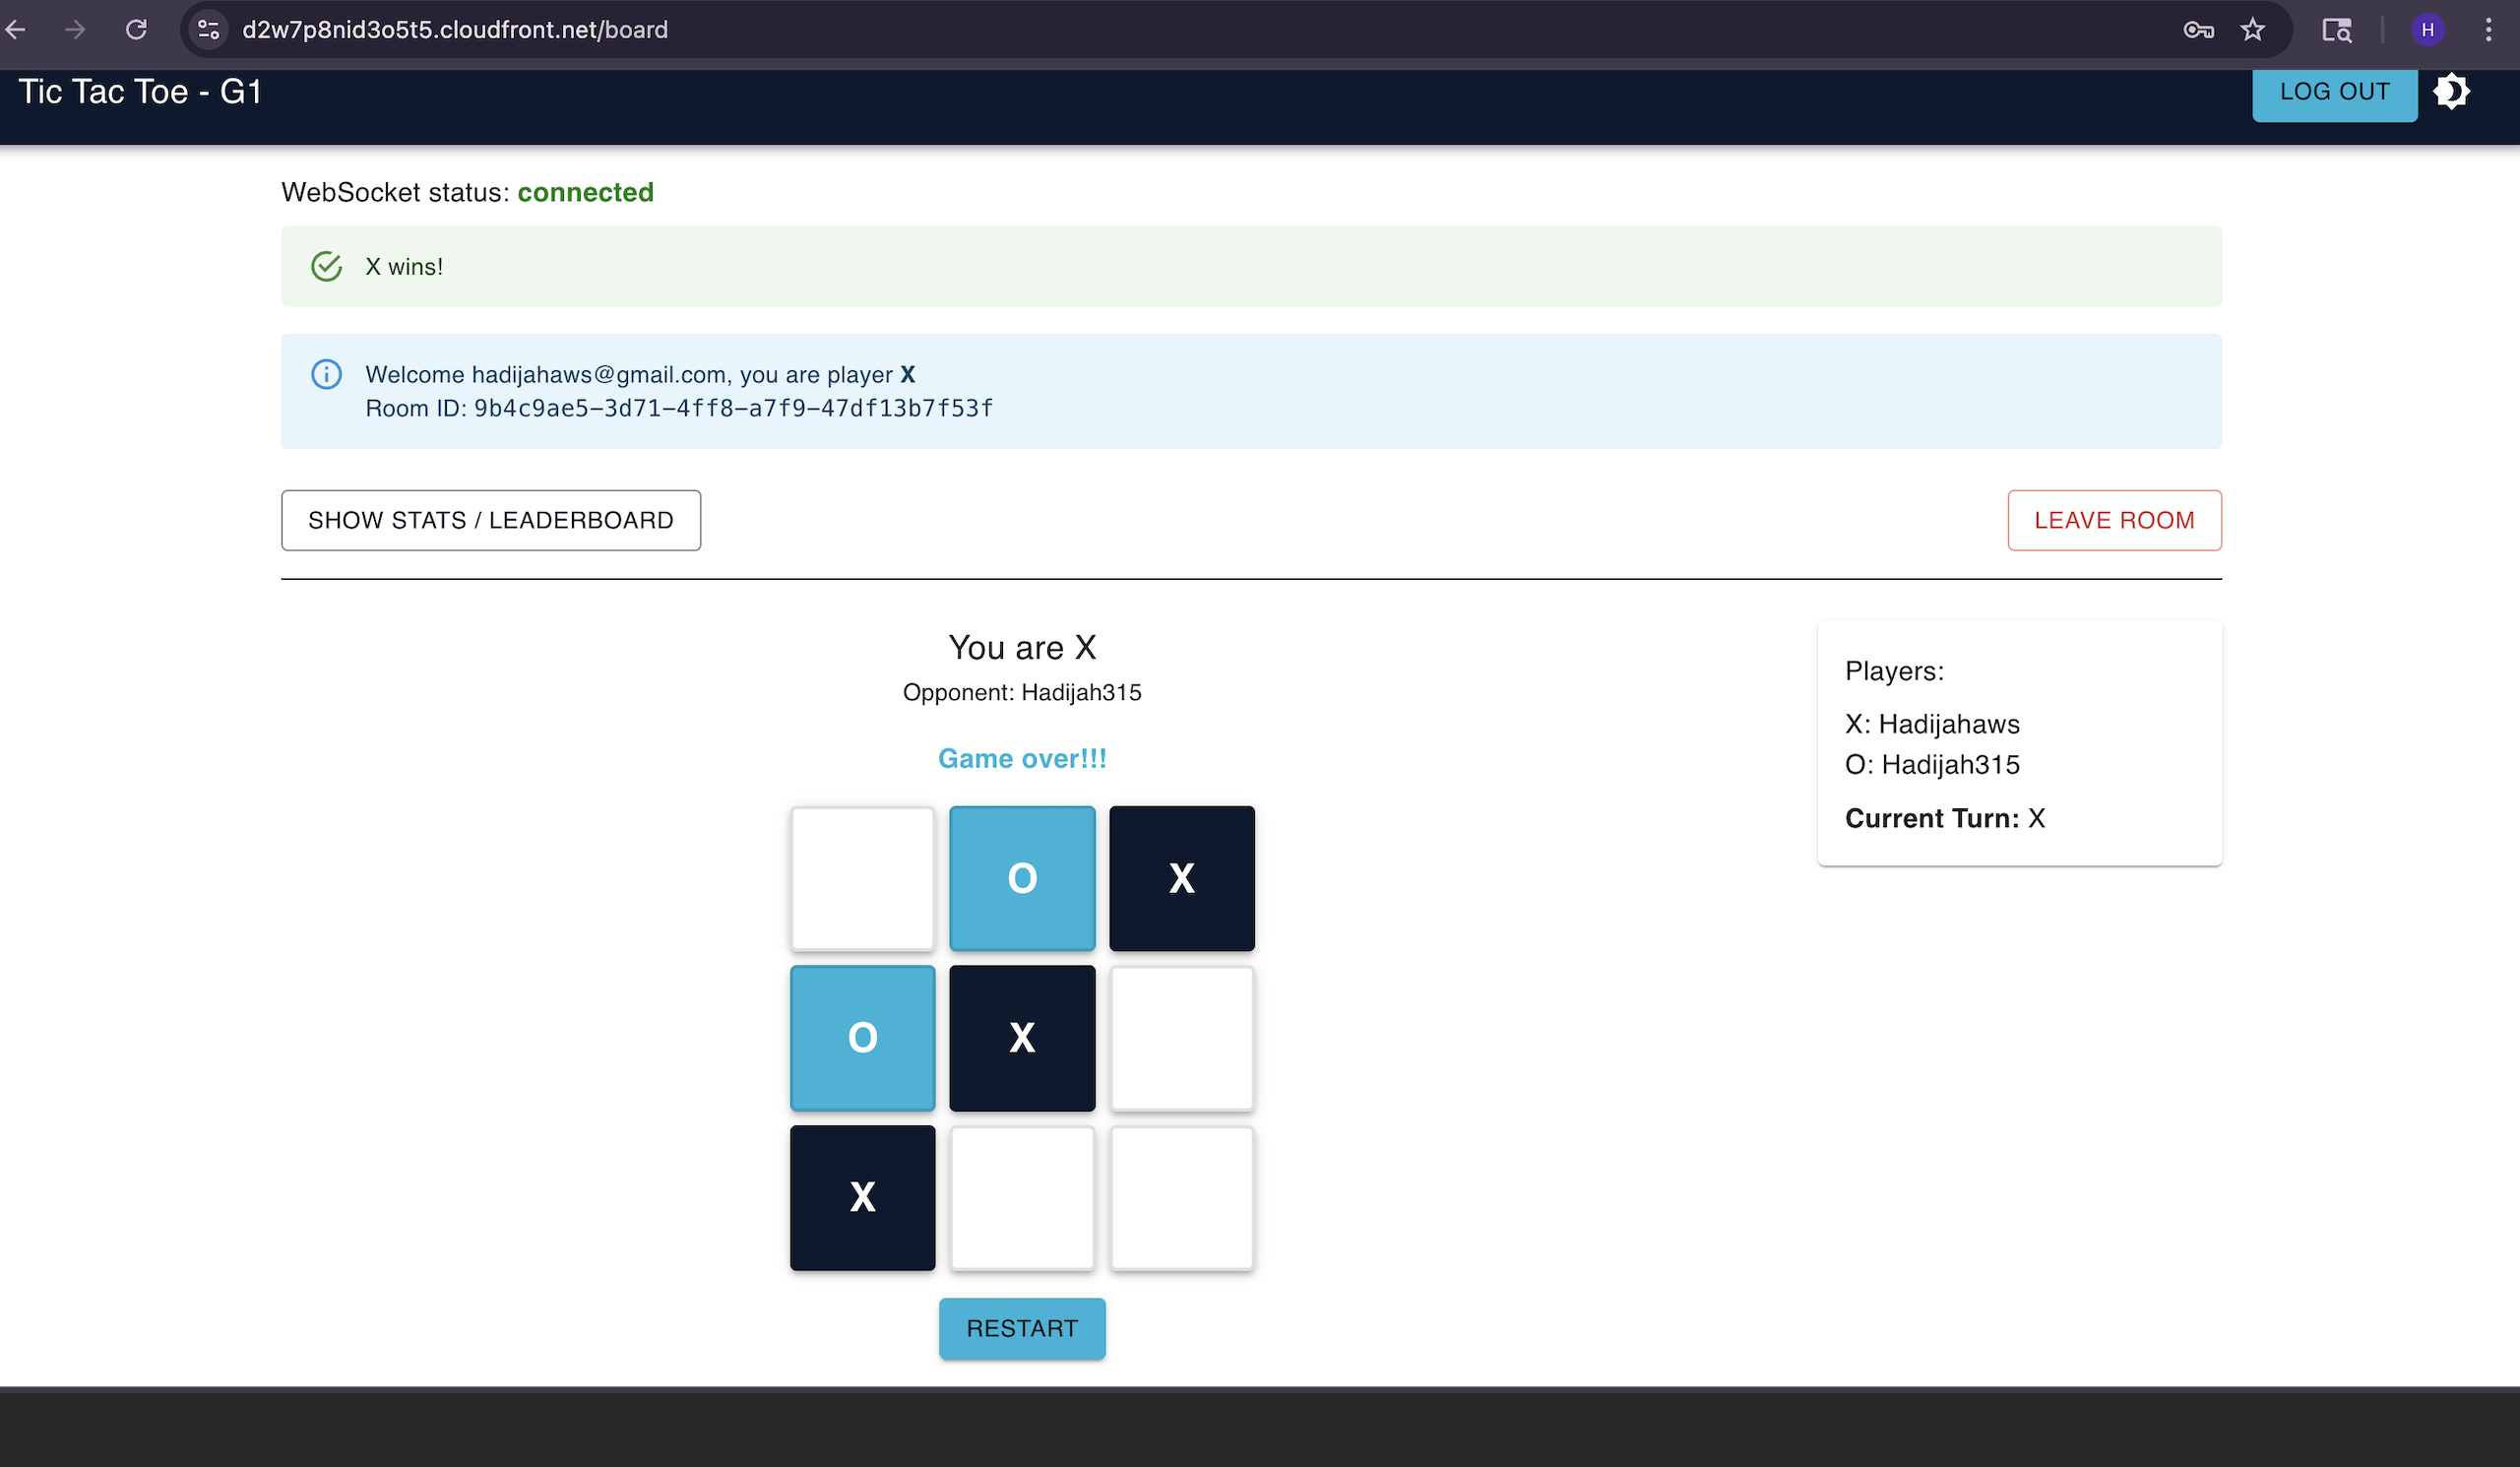 d2w7p8nid3o5t5.cloudfront.net/board
H
Tic Tac Toe - G1
LOG OUT
WebSocket status: connected
X wins!
Welcome hadijahaws@gmail.com, you are player X
Room ID: 9b4c9ae5-3d71-4ff8-a7f9-47df13b7f53f
SHOW STATS / LEADERBOARD
LEAVE ROOM
You are X
Opponent: Hadijah315
Game over!!!
Players:
X: Hadijahaws
O: Hadijah315
Current Turn: X
O X
O X
X
RESTART